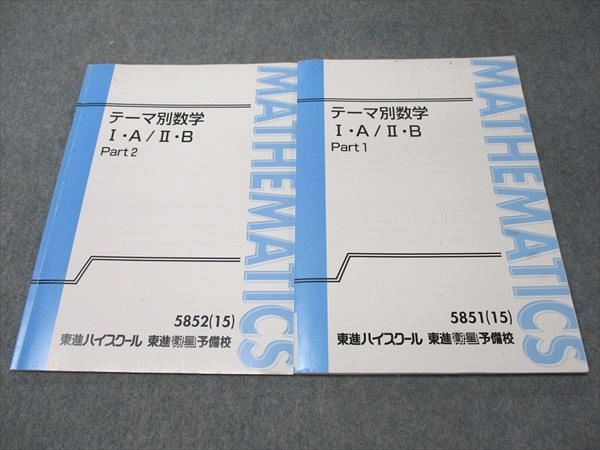 テーマ別数学
Ⅰ・A/Ⅱ・B
Part 2
MATHEMATICS
5852(15)
東進ハイスクール 東進衛星予備校
テーマ別数学
Ⅰ・A/Ⅱ・B
Part 1
MATHEMATICS
5851(15)
東進ハイスクール 東進衛星予備校